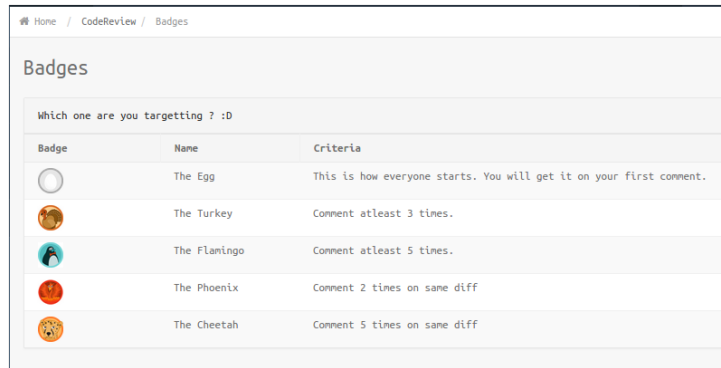 Home / CodeReview / Badges
Badges
Which one are you targetting ? :D
Badge Name Criteria
The Egg This is how everyone starts. You will get it on your first comment.
The Turkey Comment atleast 3 times.
The Flamingo Comment atleast 5 times.
The Phoenix Comment 2 times on same diff
The Cheetah Comment 5 times on same diff